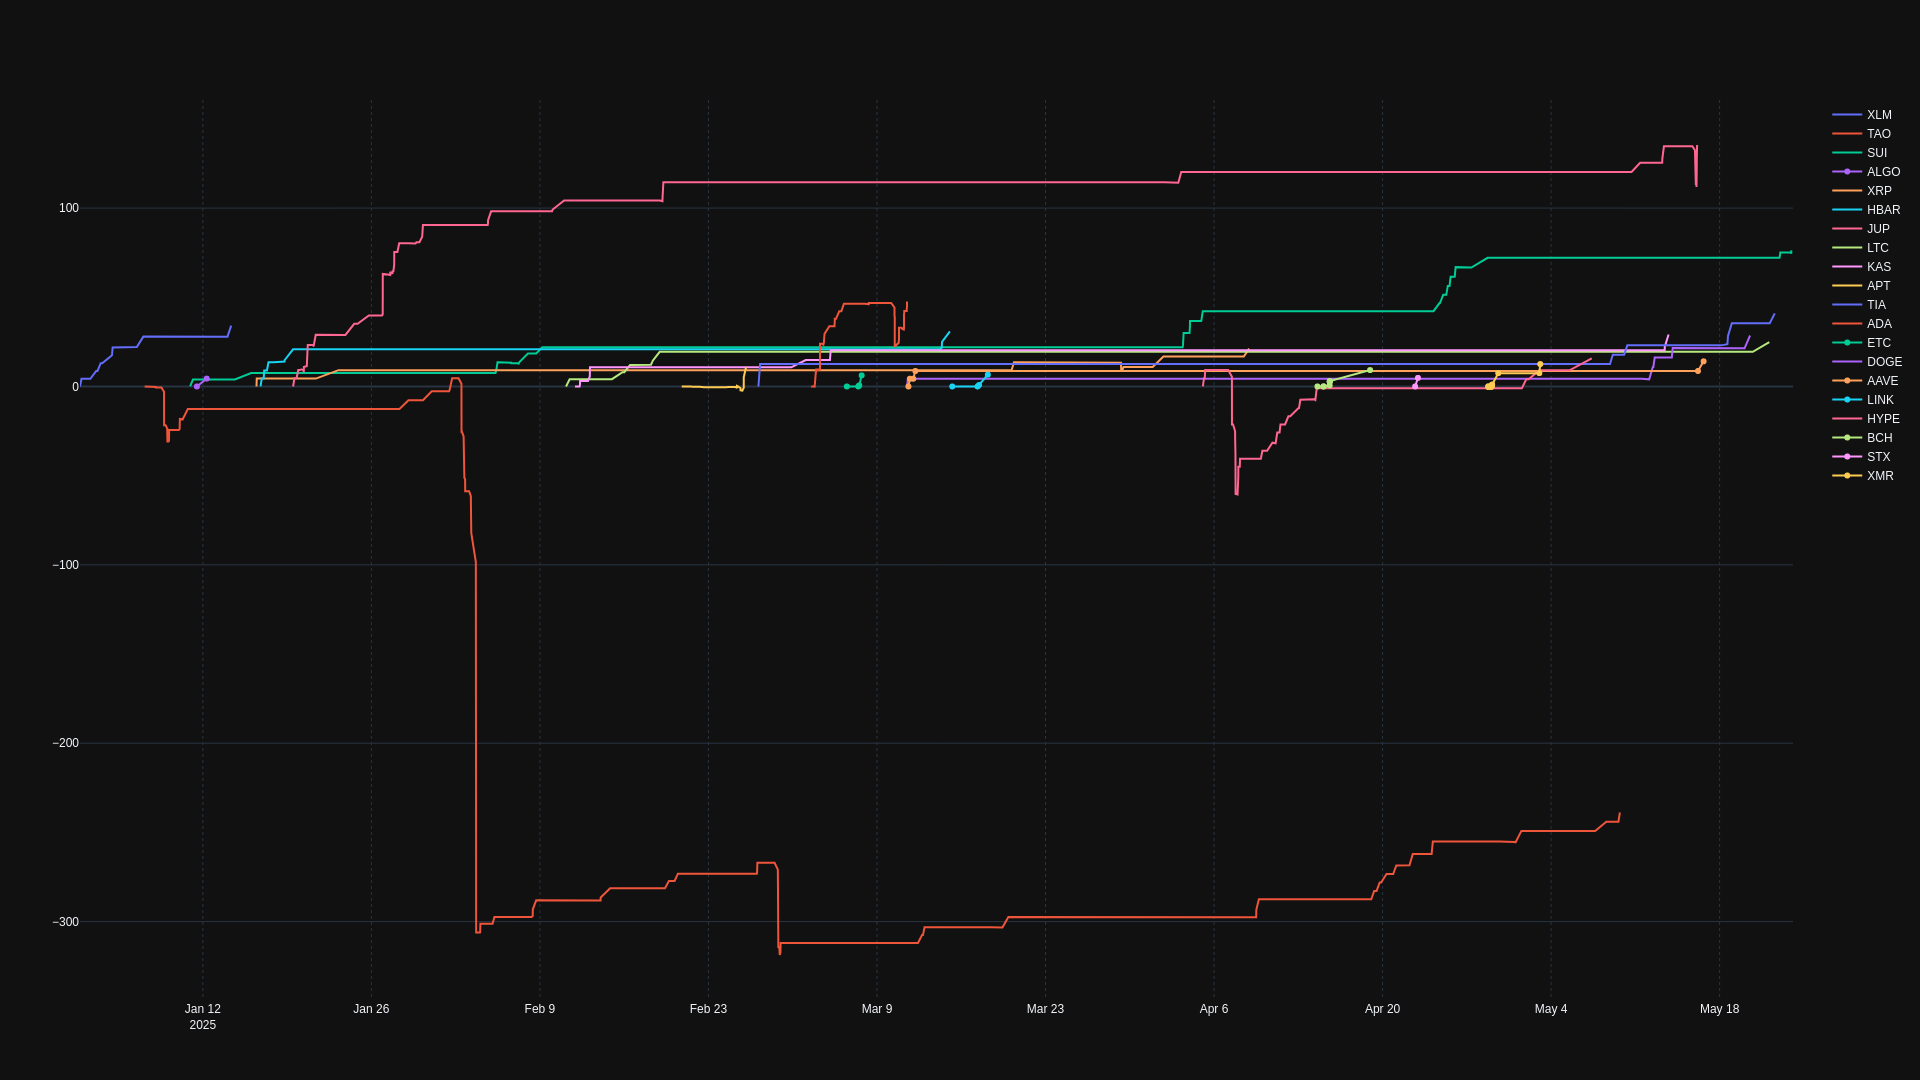 100
0
−100
−200
−300
Jan 12
2025
Jan 26
Feb 9
Feb 23
Mar 9
Mar 23
Apr 6
Apr 20
May 4
May 18
XLM
TAO
SUI
ALGO
XRP
HBAR
JUP
LTC
KAS
APT
TIA
ADA
ETC
DOGE
AAVE
LINK
HYPE
BCH
STX
XMR